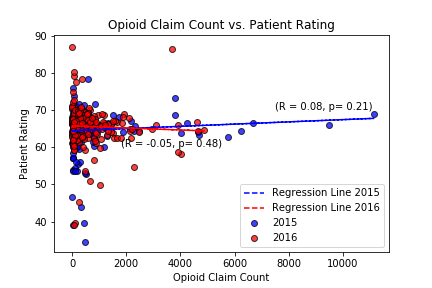 Opioid Claim Count vs. Patient Rating
90
80
70
60
50
40
Patient Rating
(R = 0.08, p= 0.21)
(R = -0.05, p= 0.48)
Regression Line 2015
Regression Line 2016
2015
2016
0
2000
4000
6000
8000
10000
Opioid Claim Count